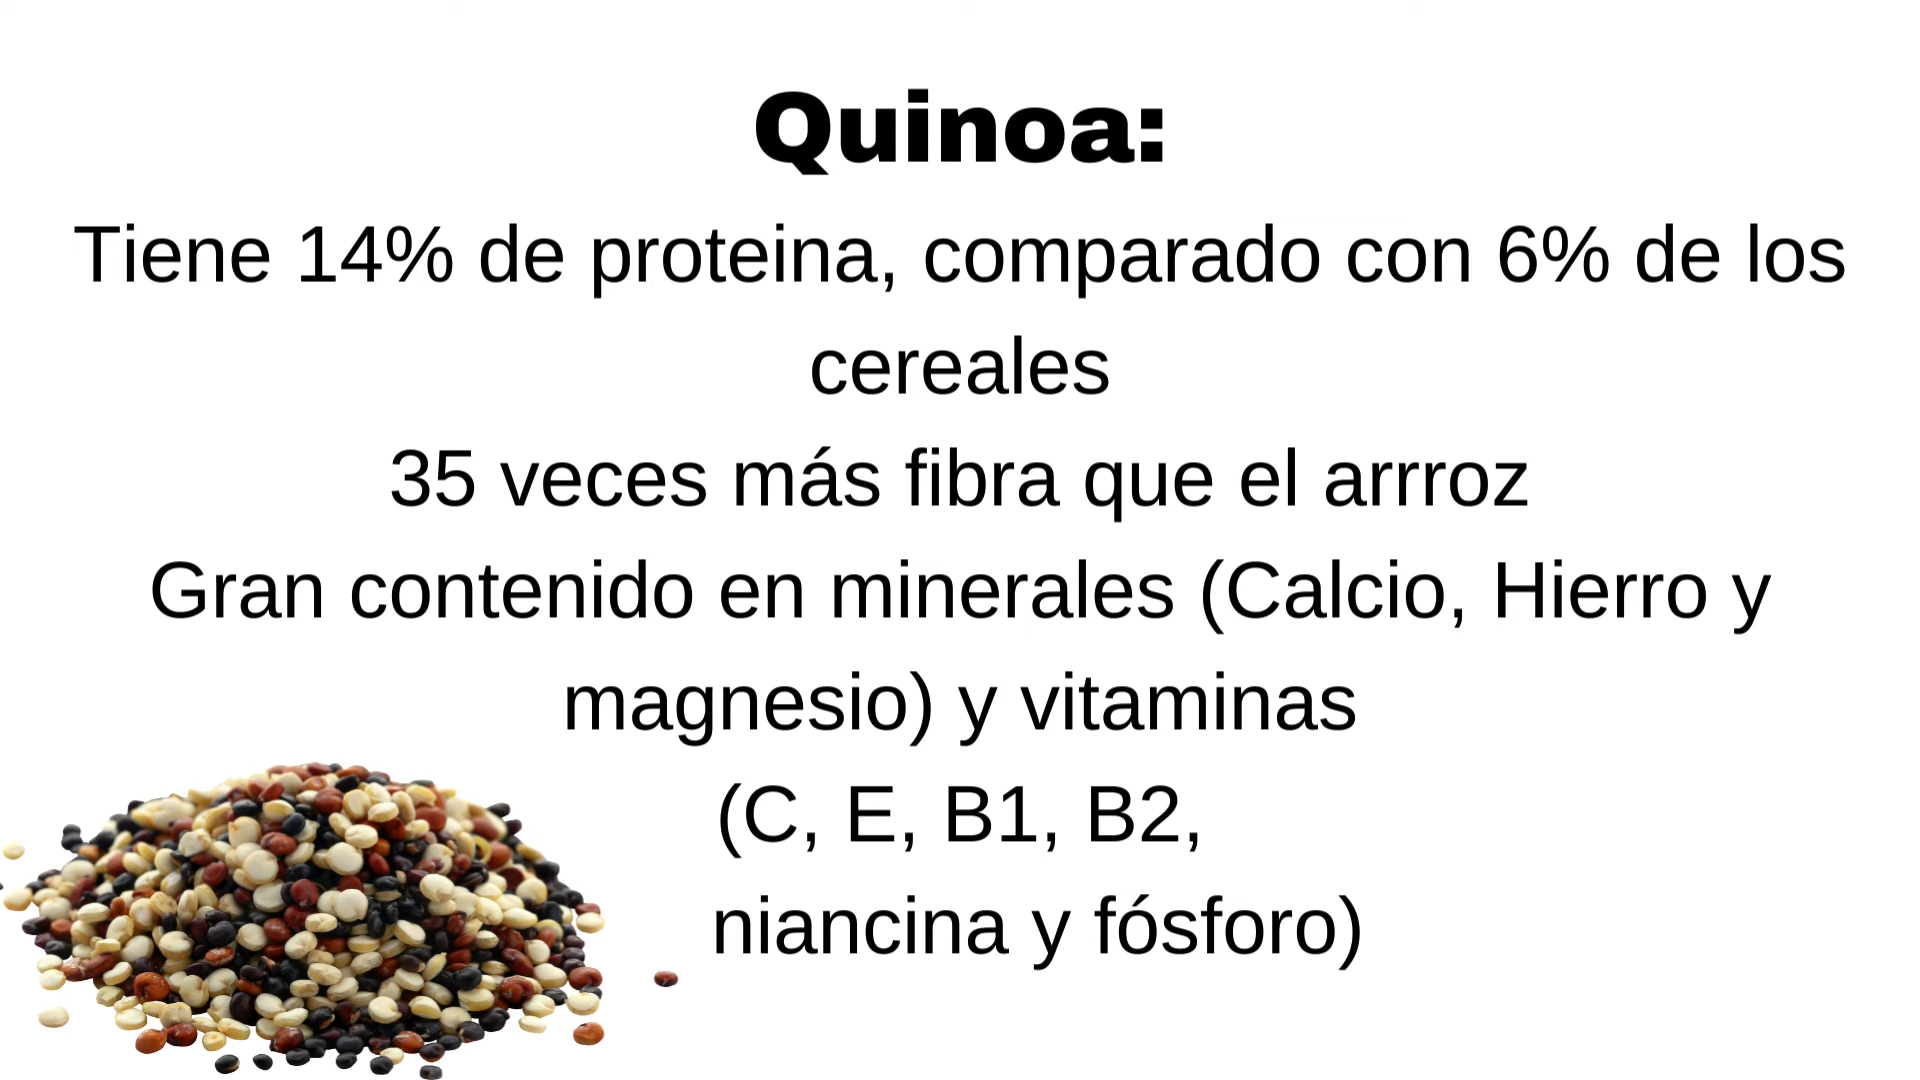 Quinoa:
Tiene 14% de proteina, comparado con 6% de los
cereales
35 veces más fibra que el arrroz
Gran contenido en minerales (Calcio, Hierro y
magnesio) y vitaminas
(C, E, B1, B2,
niancina y fósforo)